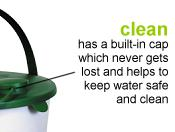 clean
has a built-in cap
which never gets
lost and helps to
keep water safe
and clean